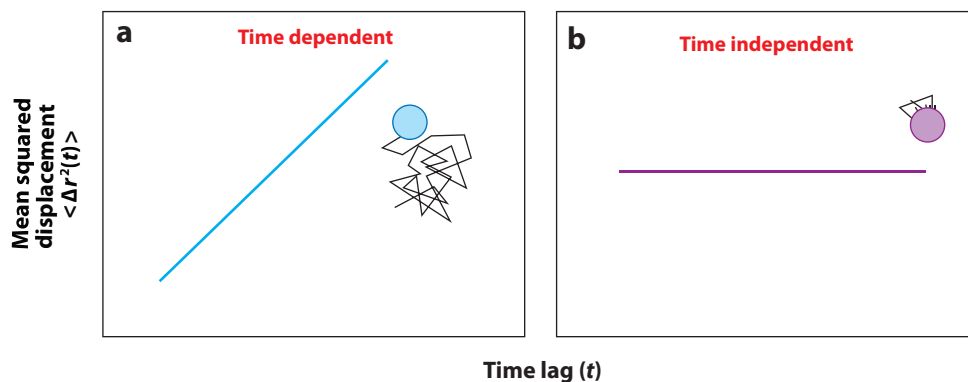 a
Time dependent
b
Time independent
Mean squared
displacement
<Δr²(t)>
Time lag (t)